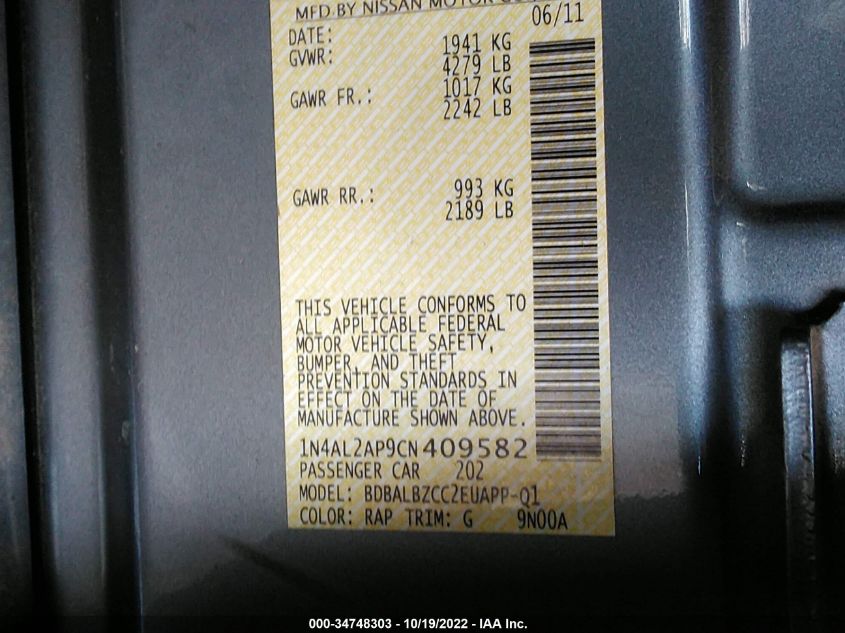 MFD BY NISSAN MOTOR
DATE: 06/11
GVWR: 1941 KG
4279 LB
GAWR FR.: 1017 KG
2242 LB
GAWR RR.: 993 KG
2189 LB
THIS VEHICLE CONFORMS TO
ALL APPLICABLE FEDERAL
MOTOR VEHICLE SAFETY,
BUMPER, AND THEFT
PREVENTION STANDARDS IN
EFFECT ON THE DATE OF
MANUFACTURE SHOWN ABOVE.
1N4AL2AP9CN409582
PASSENGER CAR 202
MODEL: BDBALBZCC2EUAPP-Q1
COLOR: RAP TRIM: G 9N00A
000-34748303 - 10/19/2022 - IAA Inc.